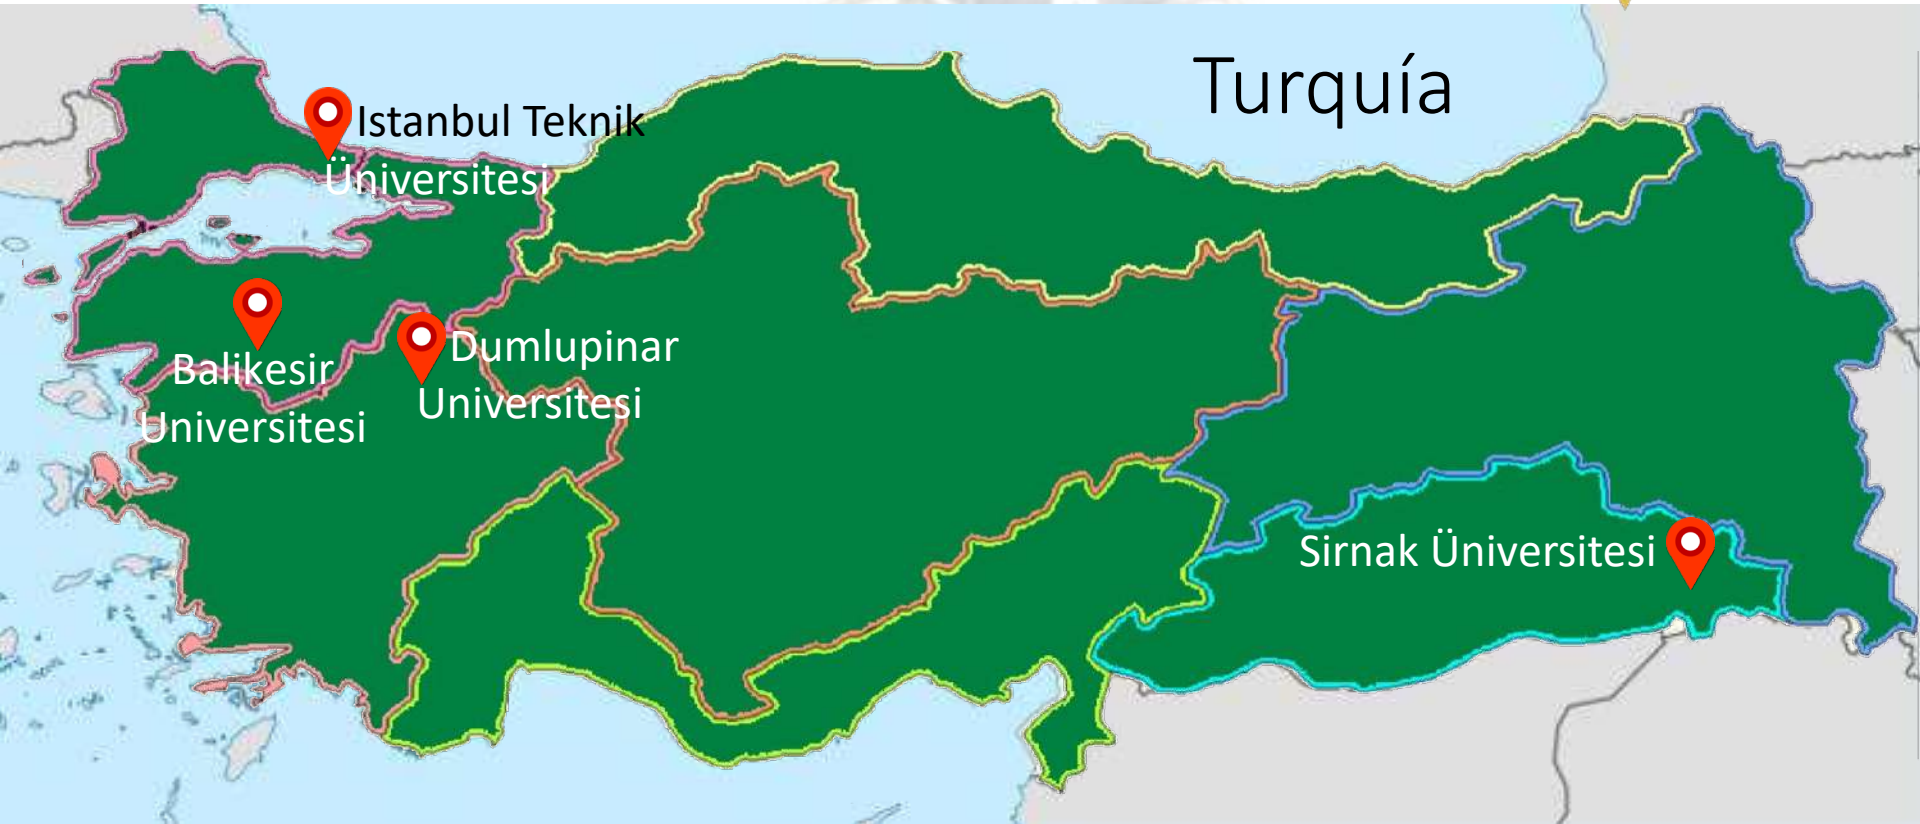 Turquía
Istanbul Teknik
Üniversitesi
Balikesir
Universitesi
Dumlupinar
Universitesi
Sirnak Üniversitesi